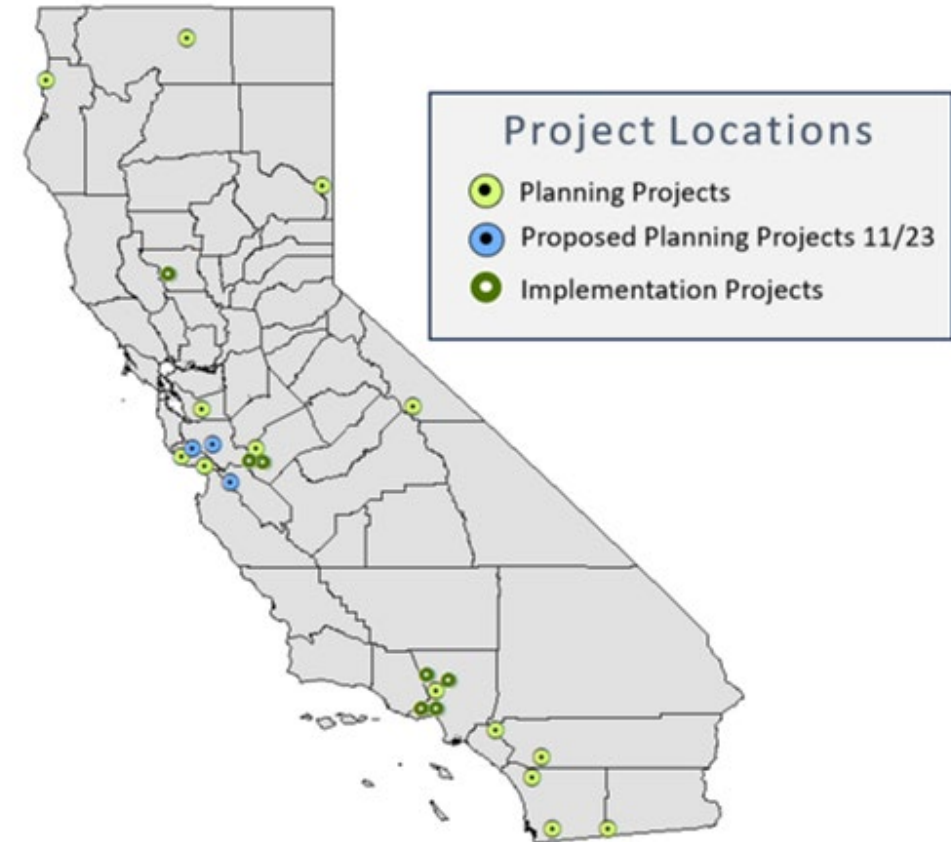 Project Locations
Planning Projects
Proposed Planning Projects 11/23
Implementation Projects